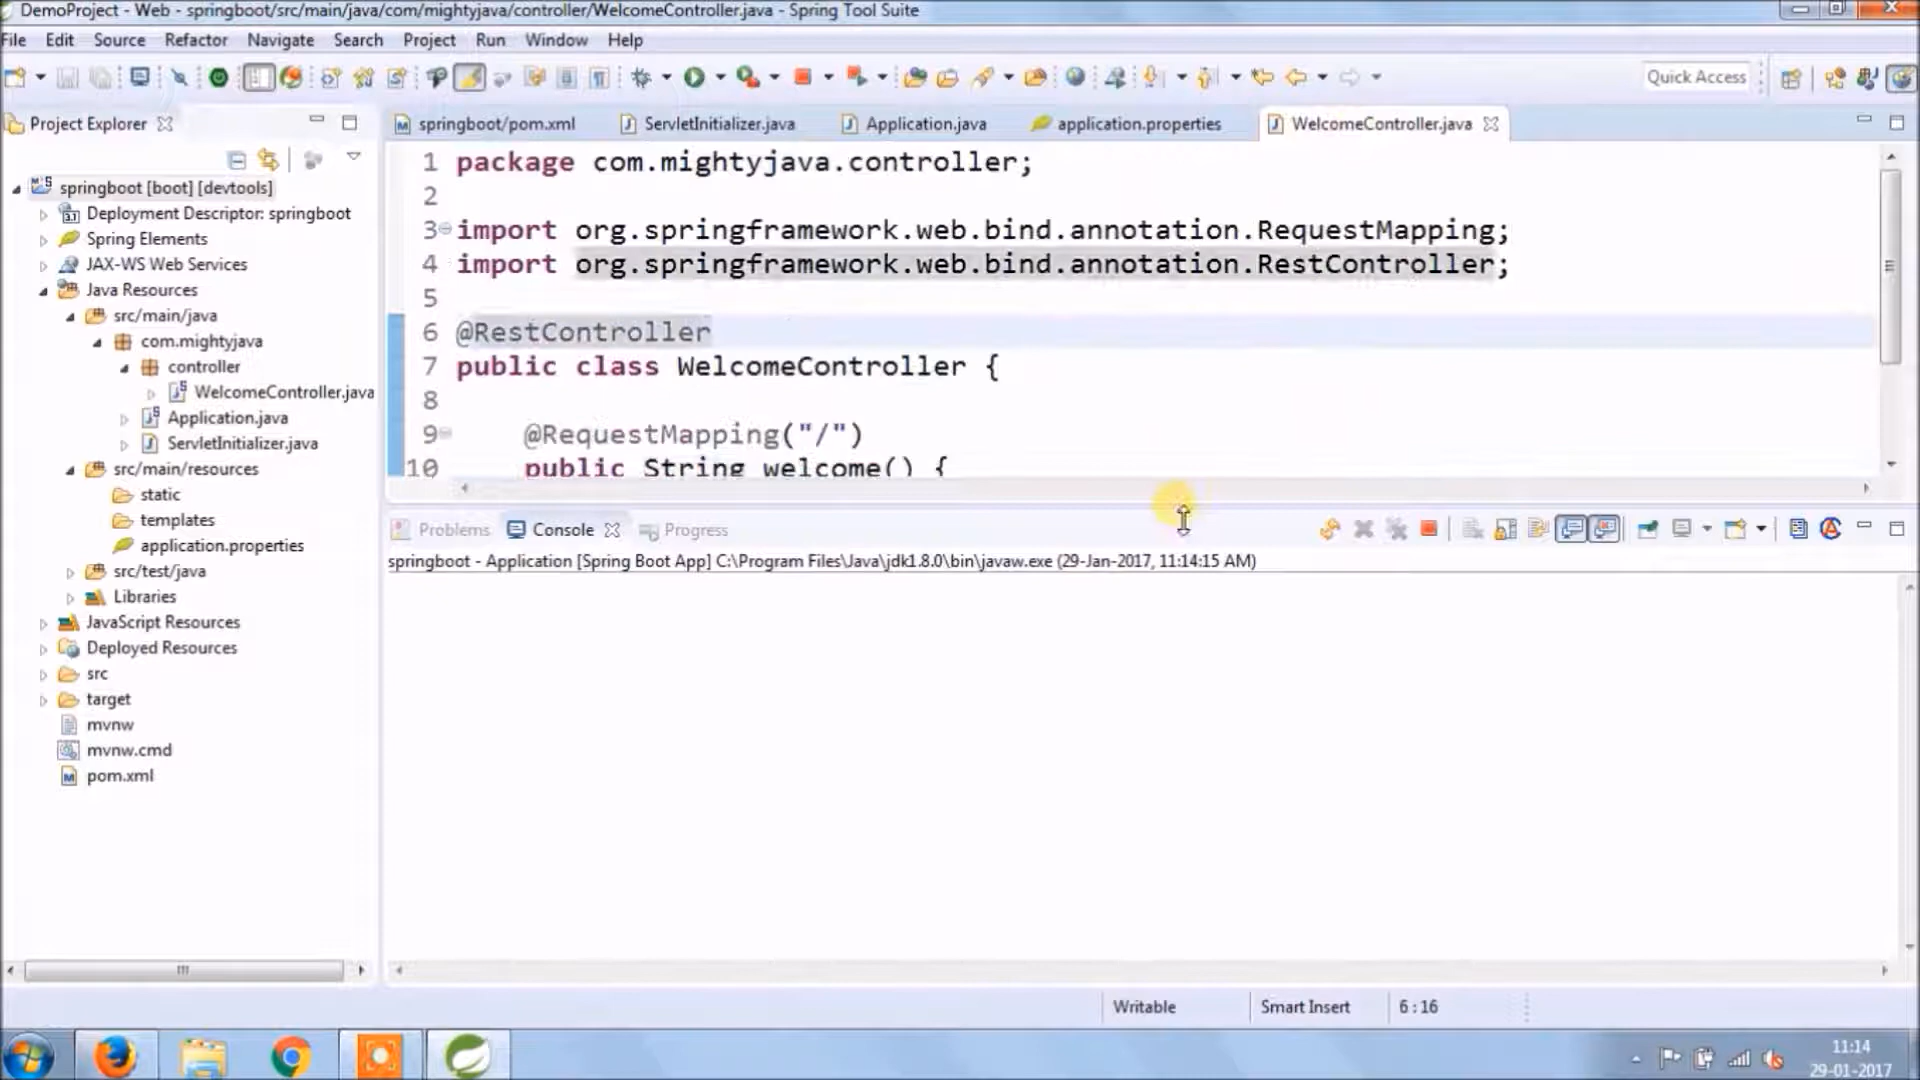 DemoProject - Web - springboot/src/main/java/com/mightyjava/controller/WelcomeController.java - Spring Tool Suite
File Edit Source Refactor Navigate Search Project Run Window Help
Quick Access
Project Explorer
springboot [boot] [devtools]
Deployment Descriptor: springboot
Spring Elements
JAX-WS Web Services
Java Resources
src/main/java
com.mightyjava
controller
WelcomeController.java
Application.java
ServletInitializer.java
src/main/resources
static
templates
application.properties
src/test/java
Libraries
JavaScript Resources
Deployed Resources
src
target
mvnw
mvnw.cmd
pom.xml
springboot/pom.xml ServletInitializer.java Application.java application.properties WelcomeController.java
1 package com.mightyjava.controller;
2
3 import org.springframework.web.bind.annotation.RequestMapping;
4 import org.springframework.web.bind.annotation.RestController;
5
6 @RestController
7 public class WelcomeController {
8
9 @RequestMapping("/")
10 public String welcome() {
Problems Console Progress
springboot - Application [Spring Boot App] C:\Program Files\Java\jdk1.8.0\bin\javaw.exe (29-Jan-2017, 11:14:15 AM)
Writable Smart Insert 6 : 16
11:14
29-01-2017